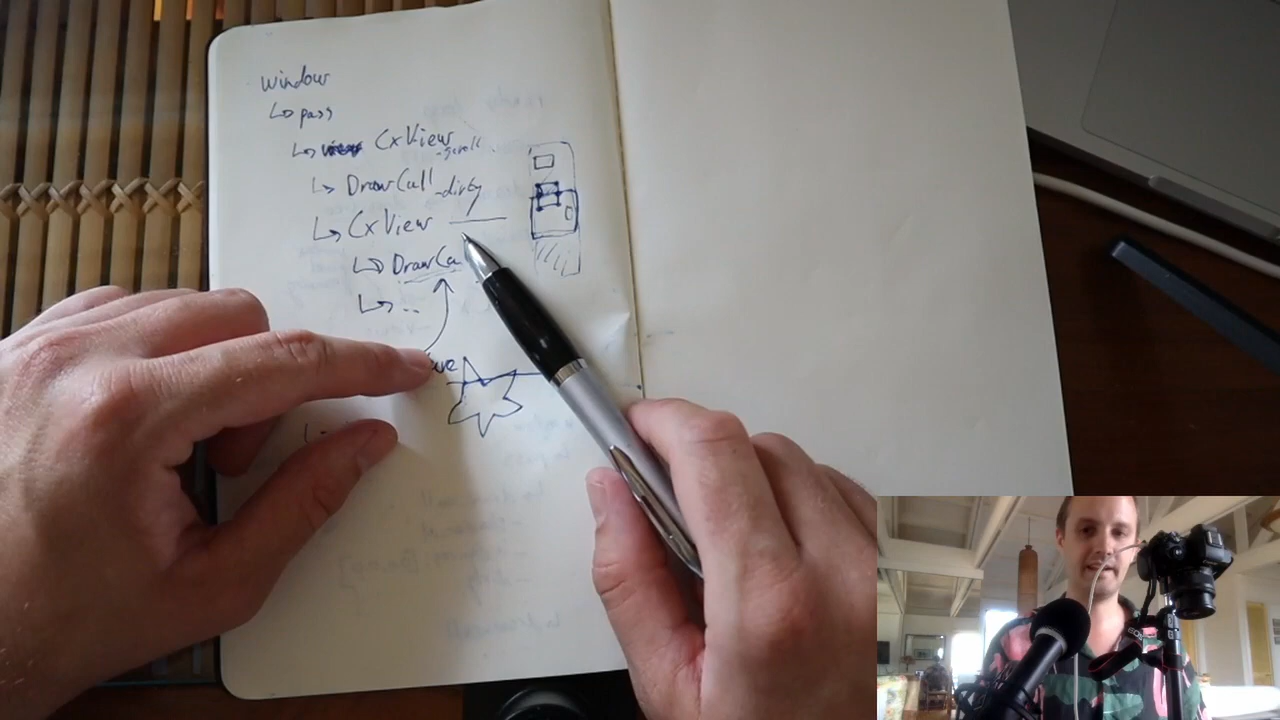 window
↳ pass
↳ CxView -scroll
↳ DrawCall -dirty
↳ CxView
↳ DrawCa
↳ ..